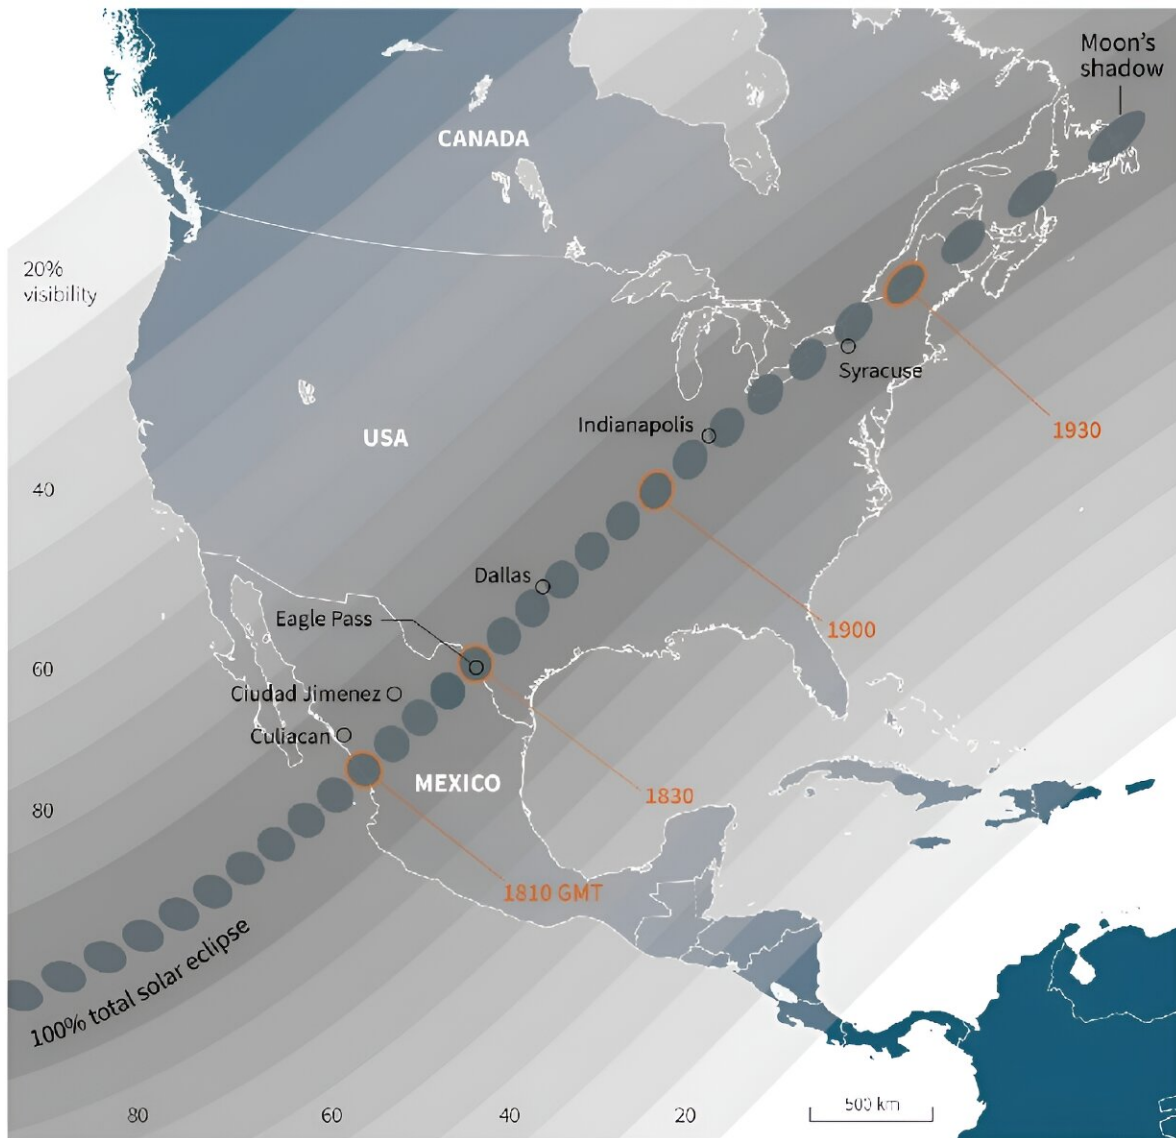 Moon's
shadow
CANADA
20%
visibility
Syracuse
Indianapolis
1930
USA
40
Dallas
Eagle Pass
1900
60
Ciudad Jimenez
Culiacan
MEXICO
1830
80
1810 GMT
100% total solar eclipse
80
60
40
20
500 km